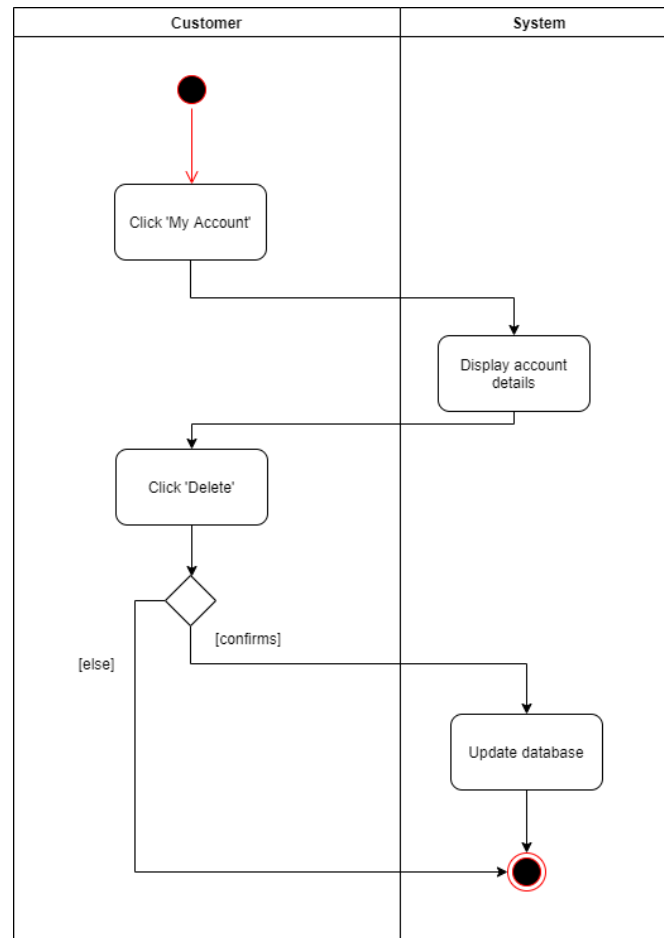 Customer
System
Click 'My Account'
Display account
details
Click 'Delete'
[confirms]
[else]
Update database